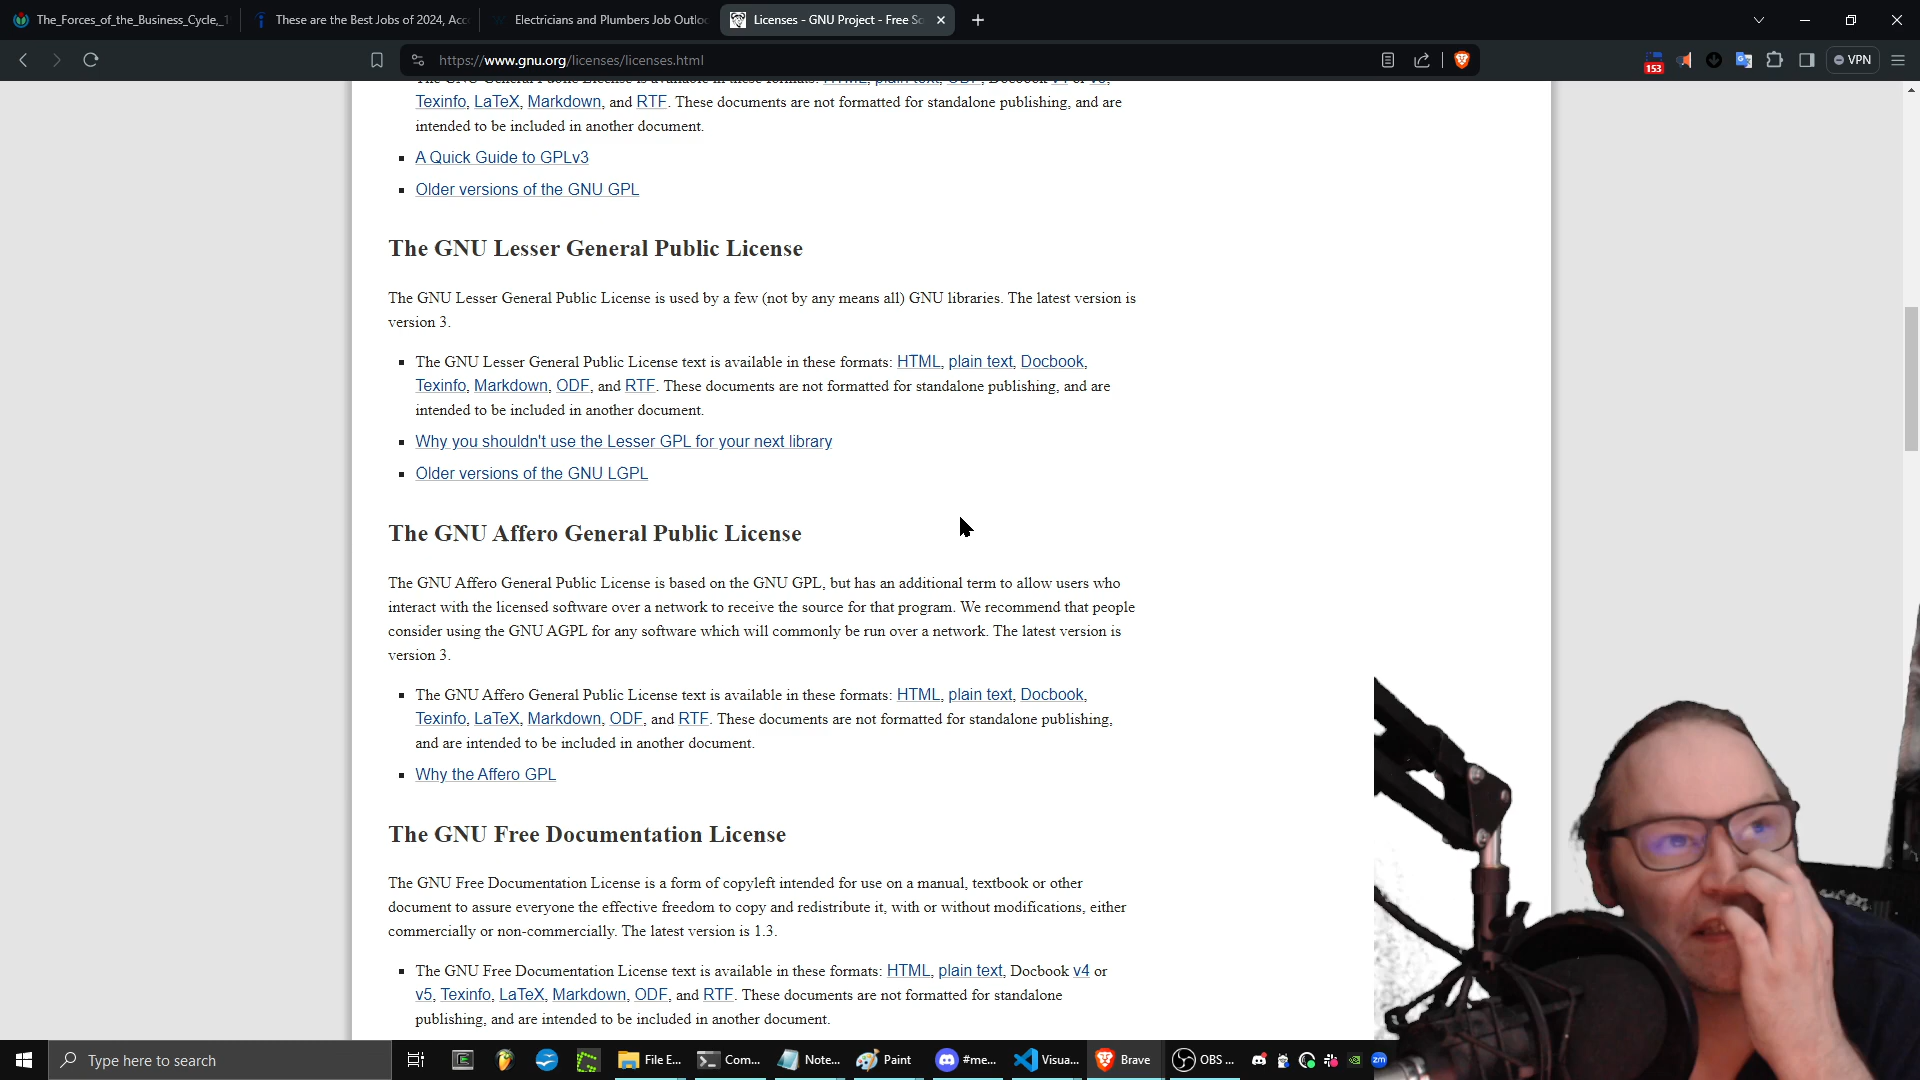 The_Forces_of_the_Business_Cycle,_1
These are the Best Jobs of 2024, Acc
Electricians and Plumbers Job Outloo
Licenses - GNU Project - Free So
https://www.gnu.org/licenses/licenses.html
153
VPN
Texinfo, LaTeX, Markdown, and RTF. These documents are not formatted for standalone publishing, and are
intended to be included in another document.
A Quick Guide to GPLv3
Older versions of the GNU GPL
The GNU Lesser General Public License
The GNU Lesser General Public License is used by a few (not by any means all) GNU libraries. The latest version is
version 3.
The GNU Lesser General Public License text is available in these formats: HTML, plain text, Docbook,
Texinfo, Markdown, ODF, and RTF. These documents are not formatted for standalone publishing, and are
intended to be included in another document.
Why you shouldn't use the Lesser GPL for your next library
Older versions of the GNU LGPL
The GNU Affero General Public License
The GNU Affero General Public License is based on the GNU GPL, but has an additional term to allow users who
interact with the licensed software over a network to receive the source for that program. We recommend that people
consider using the GNU AGPL for any software which will commonly be run over a network. The latest version is
version 3.
The GNU Affero General Public License text is available in these formats: HTML, plain text, Docbook,
Texinfo, LaTeX, Markdown, ODF, and RTF. These documents are not formatted for standalone publishing,
and are intended to be included in another document.
Why the Affero GPL
The GNU Free Documentation License
The GNU Free Documentation License is a form of copyleft intended for use on a manual, textbook or other
document to assure everyone the effective freedom to copy and redistribute it, with or without modifications, either
commercially or non-commercially. The latest version is 1.3.
The GNU Free Documentation License text is available in these formats: HTML, plain text, Docbook v4 or
v5, Texinfo, LaTeX, Markdown, ODF, and RTF. These documents are not formatted for standalone
publishing, and are intended to be included in another document.
Type here to search
File E...
Com...
Note...
Paint
#me...
Visua...
Brave
OBS ...
zm